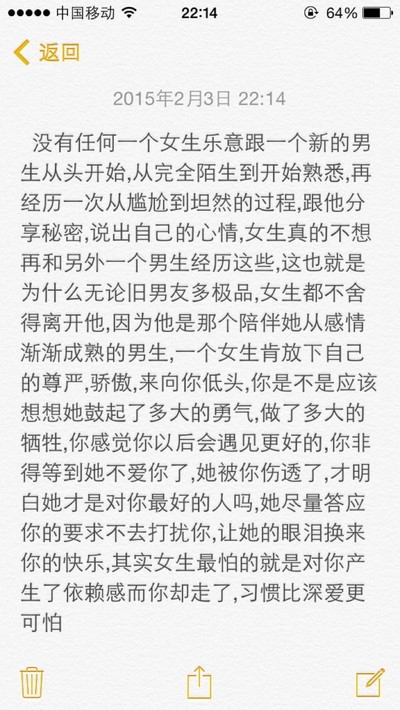 中国移动 22:14 64%
返回
2015年2月3日 22:14
没有任何一个女生乐意跟一个新的男
生从头开始,从完全陌生到开始熟悉,再
经历一次从尴尬到坦然的过程,跟他分
享秘密,说出自己的心情,女生真的不想
再和另外一个男生经历这些,这也就是
为什么无论旧男友多极品,女生都不舍
得离开他,因为他是那个陪伴她从感情
渐渐成熟的男生,一个女生肯放下自己
的尊严,骄傲,来向你低头,你是不是应该
想想她鼓起了多大的勇气,做了多大的
牺牲,你感觉你以后会遇见更好的,你非
得等到她不爱你了,她被你伤透了,才明
白她才是对你最好的人吗,她尽量答应
你的要求不去打扰你,让她的眼泪换来
你的快乐,其实女生最怕的就是对你产
生了依赖感而你却走了,习惯比深爱更
可怕